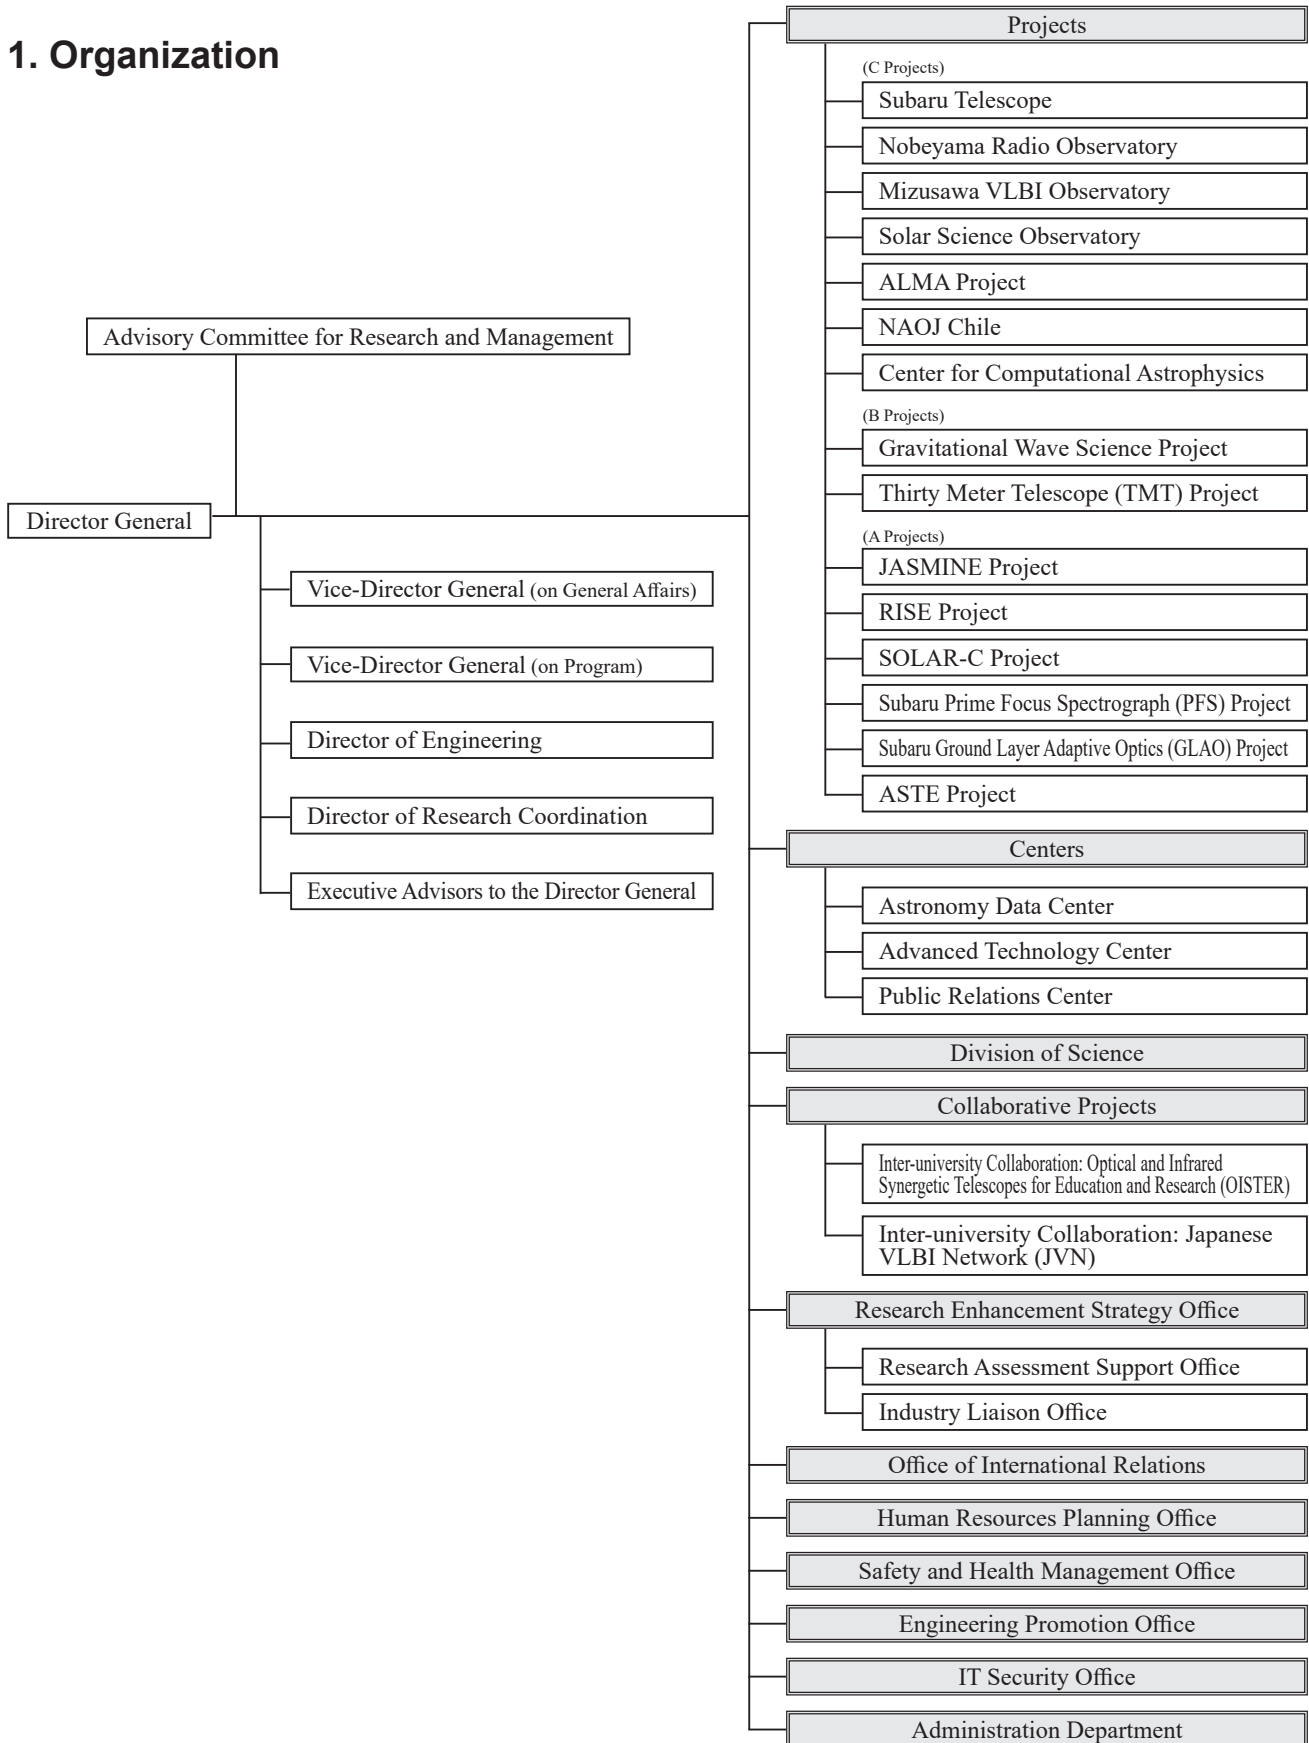 1. Organization
Advisory Committee for Research and Management
Director General
Vice-Director General (on General Affairs)
Vice-Director General (on Program)
Director of Engineering
Director of Research Coordination
Executive Advisors to the Director General
Projects
(C Projects)
Subaru Telescope
Nobeyama Radio Observatory
Mizusawa VLBI Observatory
Solar Science Observatory
ALMA Project
NAOJ Chile
Center for Computational Astrophysics
(B Projects)
Gravitational Wave Science Project
Thirty Meter Telescope (TMT) Project
(A Projects)
JASMINE Project
RISE Project
SOLAR-C Project
Subaru Prime Focus Spectrograph (PFS) Project
Subaru Ground Layer Adaptive Optics (GLAO) Project
ASTE Project
Centers
Astronomy Data Center
Advanced Technology Center
Public Relations Center
Division of Science
Collaborative Projects
Inter-university Collaboration: Optical and Infrared
Synergetic Telescopes for Education and Research (OISTER)
Inter-university Collaboration: Japanese
VLBI Network (JVN)
Research Enhancement Strategy Office
Research Assessment Support Office
Industry Liaison Office
Office of International Relations
Human Resources Planning Office
Safety and Health Management Office
Engineering Promotion Office
IT Security Office
Administration Department